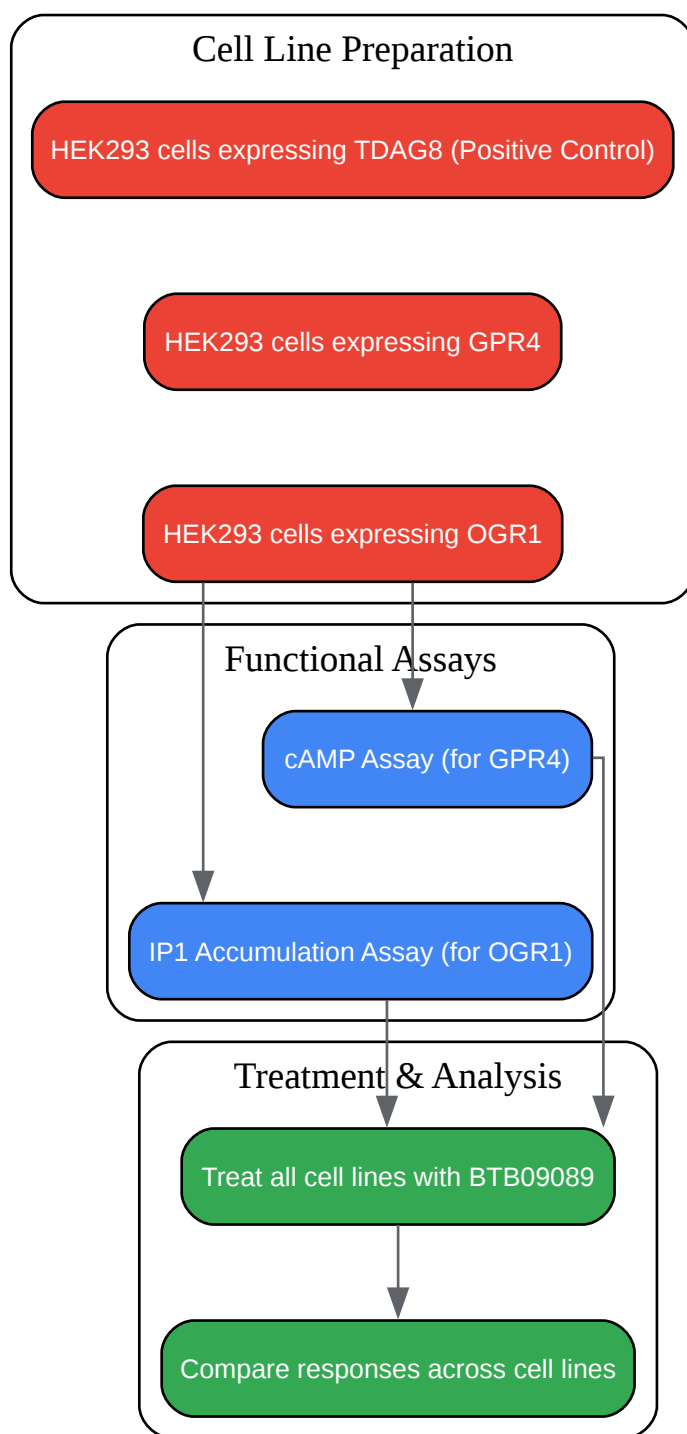 Cell Line Preparation
HEK293 cells expressing TDAG8 (Positive Control)
HEK293 cells expressing GPR4
HEK293 cells expressing OGR1
Functional Assays
cAMP Assay (for GPR4)
IP1 Accumulation Assay (for OGR1)
Treatment & Analysis
Treat all cell lines with BTB09089
Compare responses across cell lines